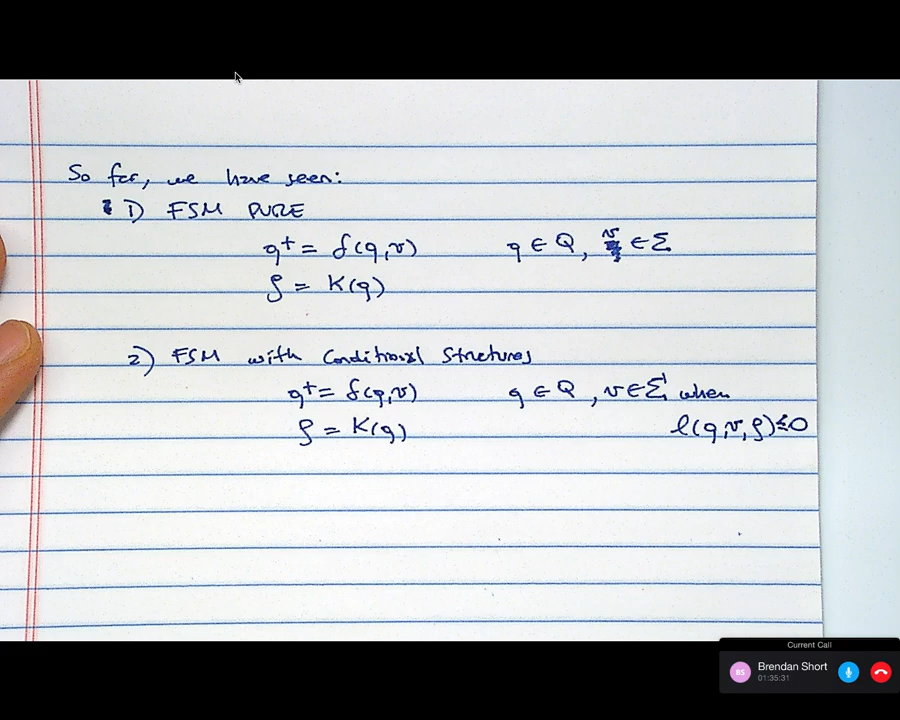 So far, we have seen:
1) FSM PURE
q⁺ = δ(q,v) q ∈ Q, v ∈ Σ
ζ = K(q)
2) FSM with Conditional Structures
q⁺ = δ(q,v) q ∈ Q, v ∈ Σ when
ζ = K(q) l(q,v,ζ) ≤ 0
Current Call
BS Brendan Short
01:35:31